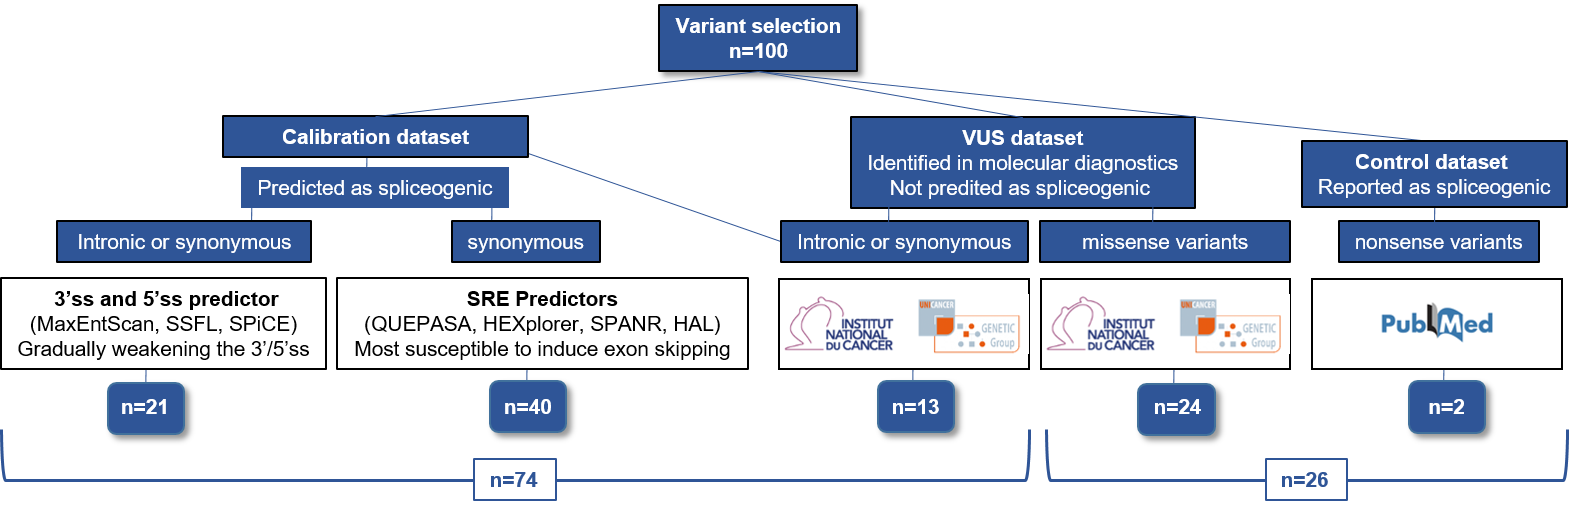 Variant selection
n=100
Calibration dataset
Predicted as spliceogenic
VUS dataset
Identified in molecular diagnostics
Not predited as spliceogenic
Control dataset
Reported as spliceogenic
Intronic or synonymous
synonymous
Intronic or synonymous
missense variants
nonsense variants
3’ss and 5’ss predictor
(MaxEntScan, SSFL, SPiCE)
Gradually weakening the 3’/5’ss
SRE Predictors
(QUEPASA, HEXplorer, SPANR, HAL)
Most susceptible to induce exon skipping
INSTITUT
NATIONAL
DU CANCER
UNICANCER
GENETIC
Group
INSTITUT
NATIONAL
DU CANCER
UNICANCER
GENETIC
Group
PubMed
n=21
n=40
n=13
n=24
n=2
n=74
n=26